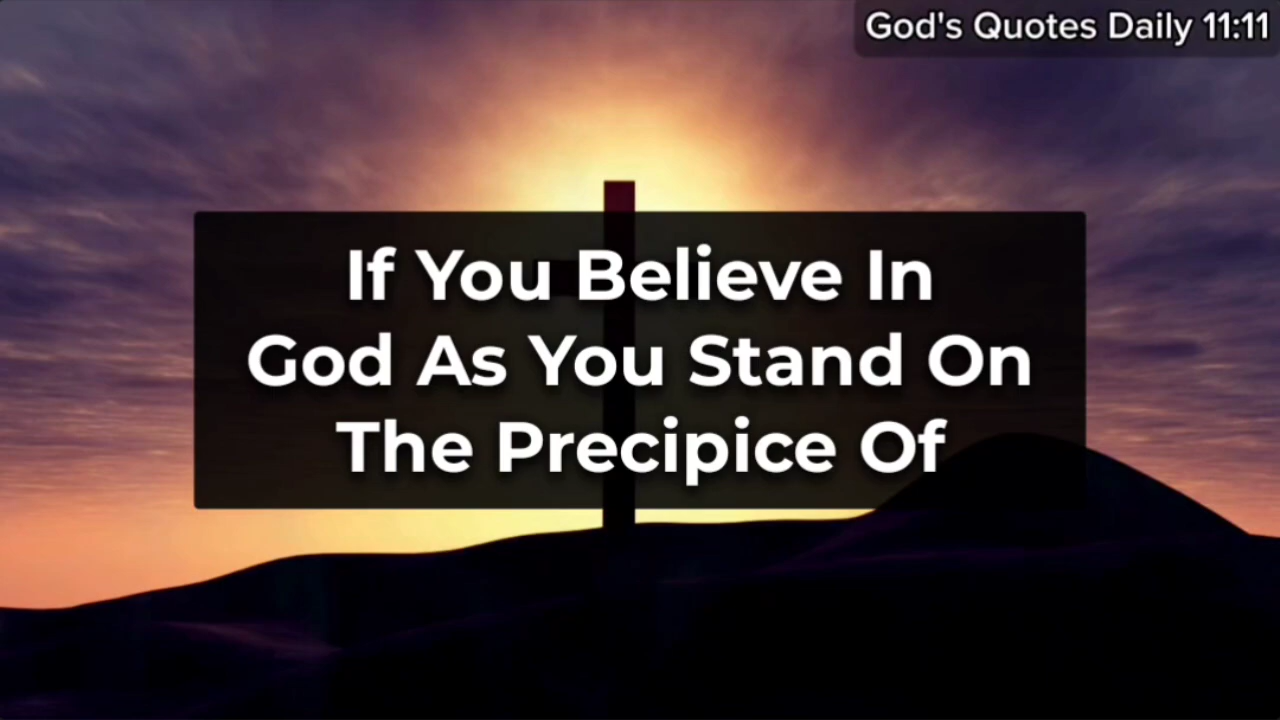 God's Quotes Daily 11:11
If You Believe In
God As You Stand On
The Precipice Of